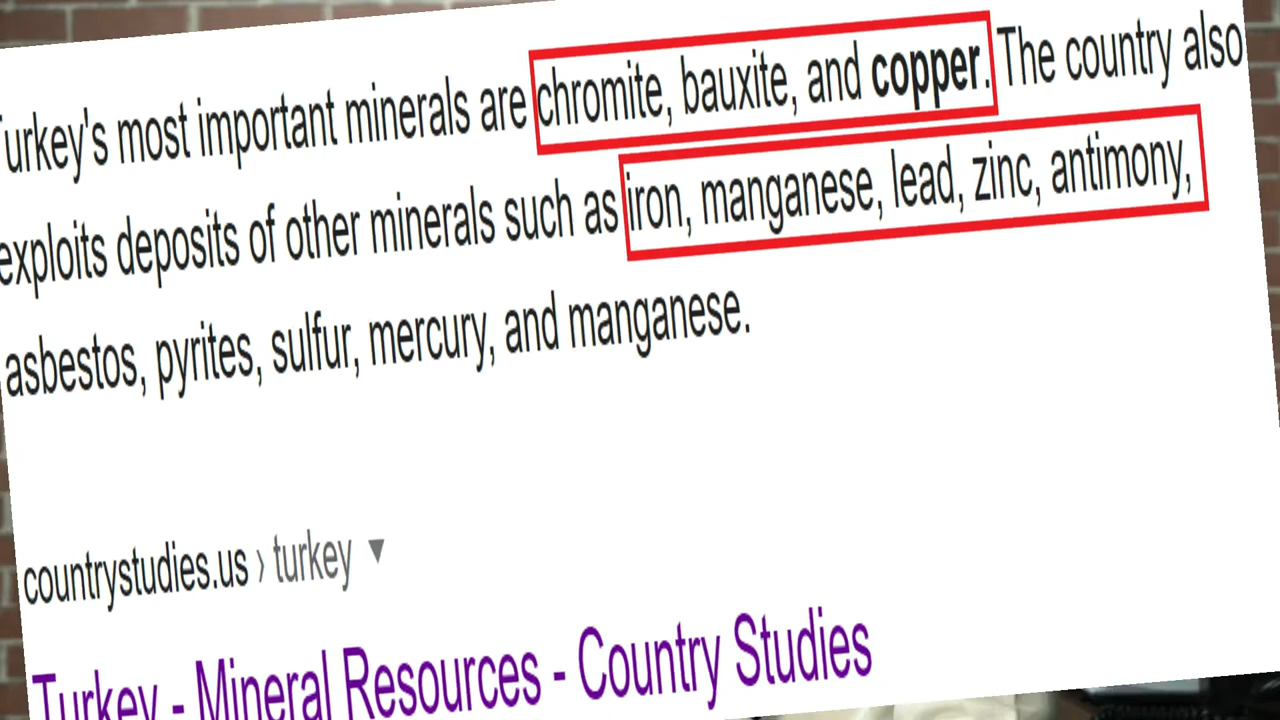 Turkey's most important minerals are chromite, bauxite, and copper. The country also
exploits deposits of other minerals such as iron, manganese, lead, zinc, antimony,
asbestos, pyrites, sulfur, mercury, and manganese.
countrystudies.us › turkey ▼
Turkey - Mineral Resources - Country Studies